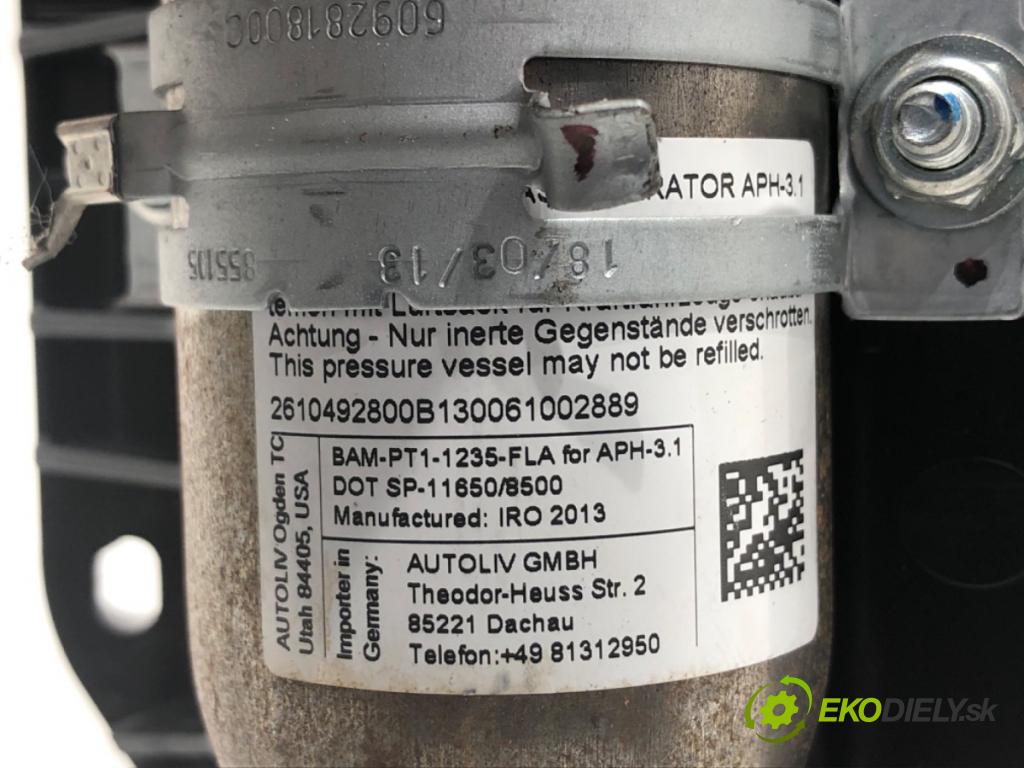 609281800C
RATOR APH-3.1
855105
18/03/13
Achtung - Nur inerte Gegenstände verschrotten.
This pressure vessel may not be refilled.
2610492800B130061002889
AUTOLIV Ogden TC
Utah 84405, USA
BAM-PT1-1235-FLA for APH-3.1
DOT SP-11650/8500
Manufactured: IRO 2013
Importer in
Germany:
AUTOLIV GMBH
Theodor-Heuss Str. 2
85221 Dachau
Telefon:+49 81312950
EKODIELY.sk